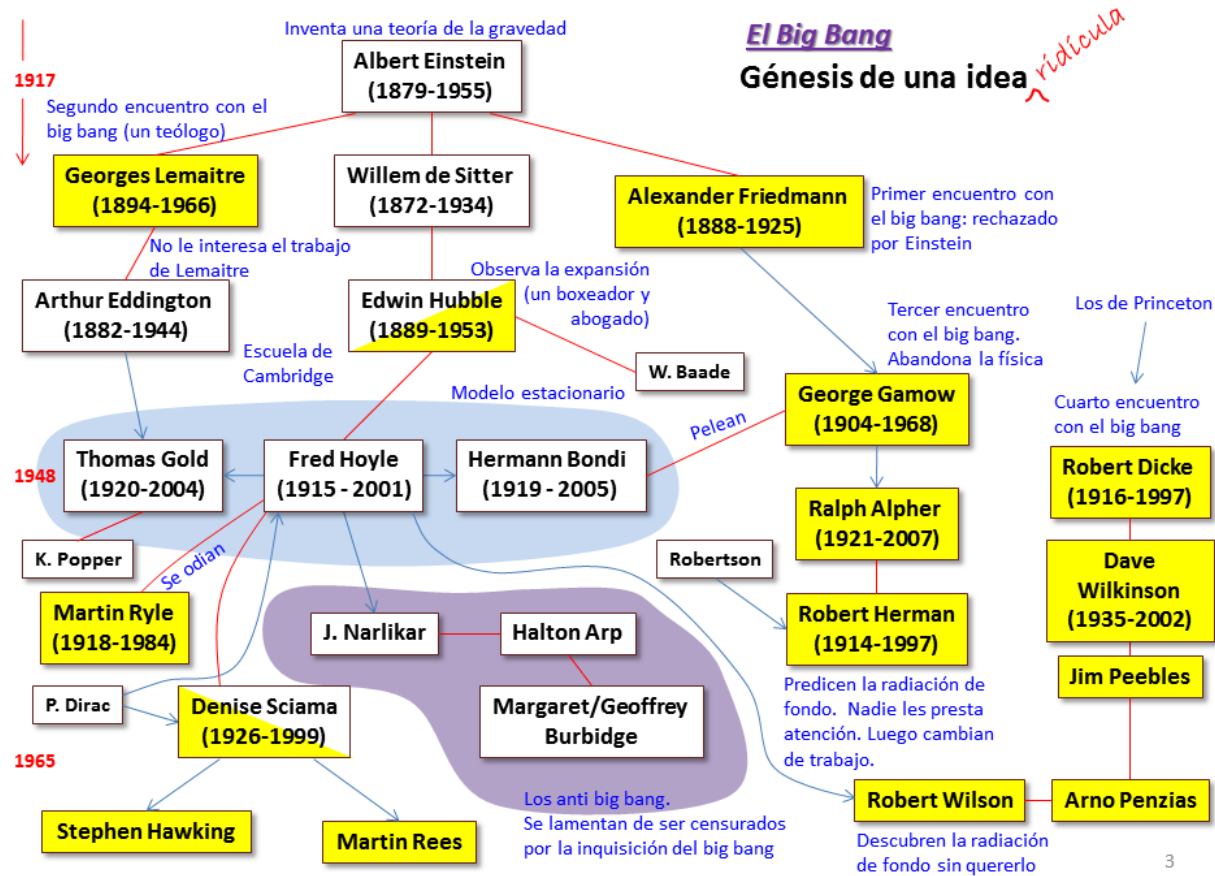 Inventa una teoría de la gravedad
El Big Bang
Génesis de una idea
ridícula
1917
Albert Einstein
(1879-1955)
Segundo encuentro con el
big bang (un teólogo)
Georges Lemaitre
(1894-1966)
Willem de Sitter
(1872-1934)
Alexander Friedmann
(1888-1925)
Primer encuentro con
el big bang: rechazado
por Einstein
No le interesa el trabajo
de Lemaitre
Arthur Eddington
(1882-1944)
Edwin Hubble
(1889-1953)
Observa la expansión
(un boxeador y
abogado)
Tercer encuentro
con el big bang.
Abandona la física
Los de Princeton
Escuela de
Cambridge
W. Baade
Modelo estacionario
George Gamow
(1904-1968)
Cuarto encuentro
con el big bang
Pelean
1948
Thomas Gold
(1920-2004)
Fred Hoyle
(1915 - 2001)
Hermann Bondi
(1919 - 2005)
Robert Dicke
(1916-1997)
Ralph Alpher
(1921-2007)
K. Popper
Se odian
Robertson
Dave
Wilkinson
(1935-2002)
Martin Ryle
(1918-1984)
J. Narlikar
Halton Arp
Robert Herman
(1914-1997)
Jim Peebles
P. Dirac
Denise Sciama
(1926-1999)
Margaret/Geoffrey
Burbidge
Predicen la radiación de
fondo. Nadie les presta
atención. Luego cambian
de trabajo.
1965
Los anti big bang.
Se lamentan de ser censurados
por la inquisición del big bang
Robert Wilson
Arno Penzias
Stephen Hawking
Martin Rees
Descubren la radiación
de fondo sin quererlo
3